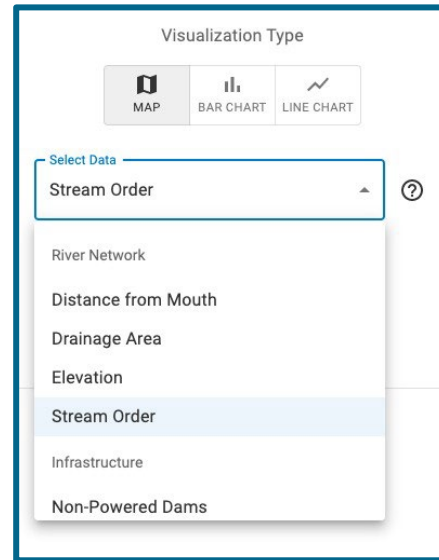 Visualization Type
MAP BAR CHART LINE CHART
Select Data
Stream Order
River Network
Distance from Mouth
Drainage Area
Elevation
Stream Order
Infrastructure
Non-Powered Dams